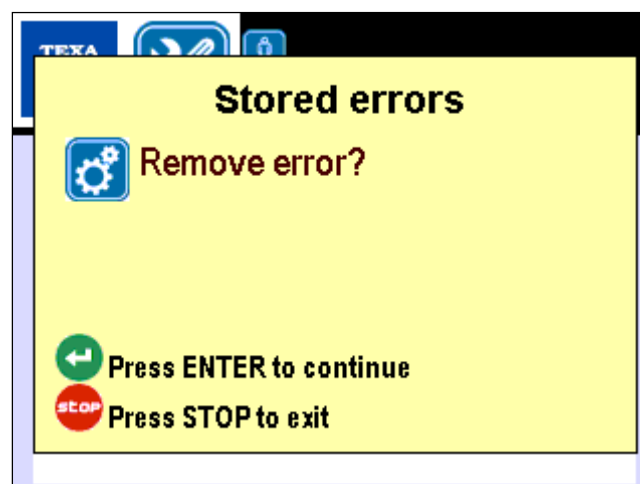 TEXA
Stored errors
Remove error?
Press ENTER to continue
stop
Press STOP to exit